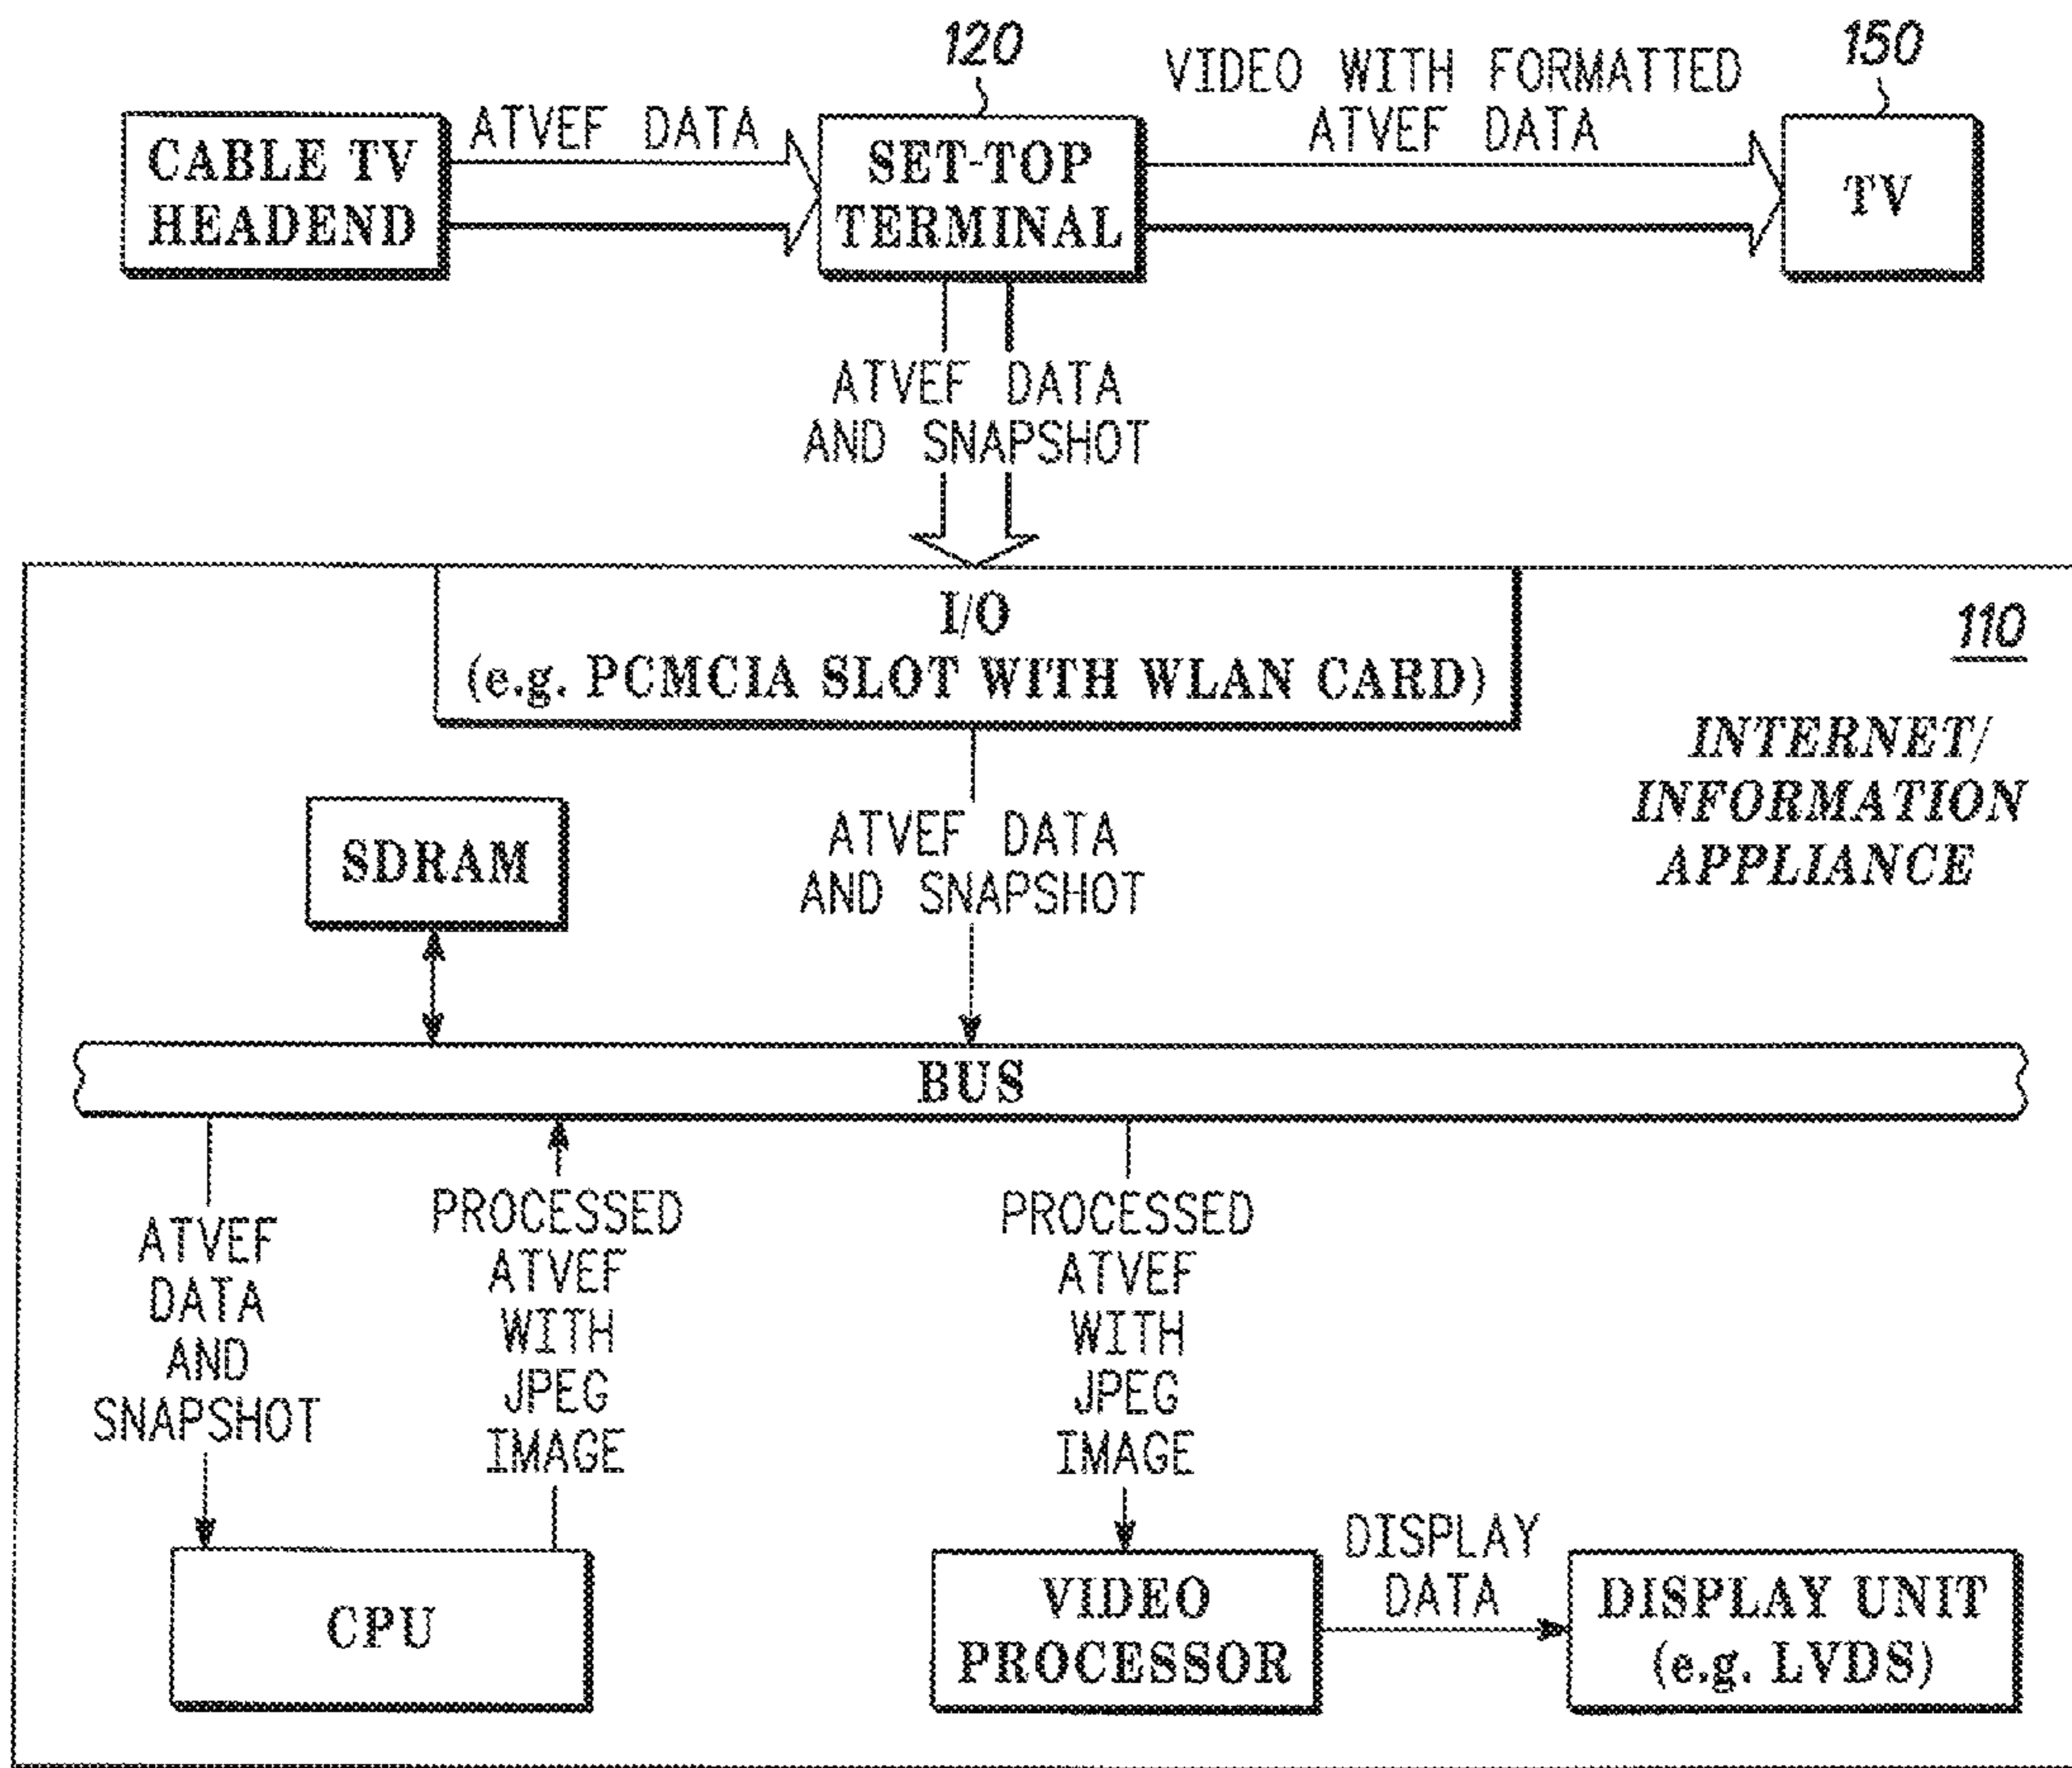 120
150
VIDEO WITH FORMATTED
ATVEF DATA
ATVEF DATA
CABLE TV
HEADEND
SET-TOP
TERMINAL
TV
ATVEF DATA
AND SNAPSHOT
I/O
(e.g. PCMCIA SLOT WITH WLAN CARD)
110
INTERNET/
INFORMATION
APPLIANCE
SDRAM
ATVEF DATA
AND SNAPSHOT
BUS
ATVEF
DATA
AND
SNAPSHOT
PROCESSED
ATVEF
WITH
JPEG
IMAGE
PROCESSED
ATVEF
WITH
JPEG
IMAGE
CPU
VIDEO
PROCESSOR
DISPLAY
DATA
DISPLAY UNIT
(e.g. LVDS)